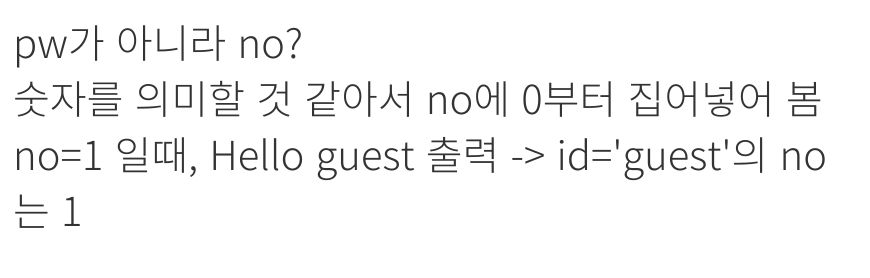 pw가 아니라 no?
숫자를 의미할 것 같아서 no에 0부터 집어넣어 봄
no=1 일때, Hello guest 출력 -> id='guest'의 no
는 1